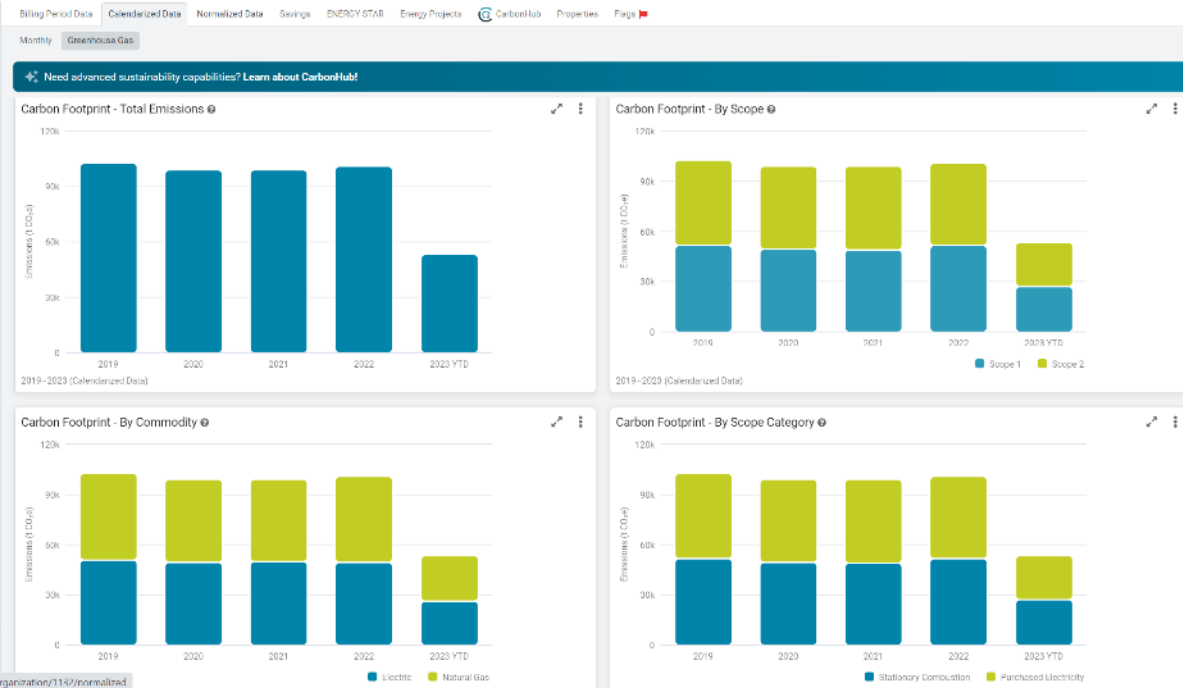 Billing Period Data Calendarized Data Normalized Data Savings ENERGY STAR Energy Projects CarbonHub Properties Flags
Monthly Greenhouse Gas
Need advanced sustainability capabilities? Learn about CarbonHub!
Carbon Footprint - Total Emissions
120k
90k
60k
30k
0
Emissions (t CO₂e)
2019 2020 2021 2022 2023 YTD
2019–2023 (Calendarized Data)
Carbon Footprint - By Scope
120k
90k
60k
30k
0
Emissions (t CO₂e)
2019 2020 2021 2022 2023 YTD
Scope 1 Scope 2
2019–2023 (Calendarized Data)
Carbon Footprint - By Commodity
120k
90k
60k
30k
0
Emissions (t CO₂e)
2019 2020 2021 2022 2023 YTD
Electric Natural Gas
Carbon Footprint - By Scope Category
120k
90k
60k
30k
0
Emissions (t CO₂e)
2019 2020 2021 2022 2023 YTD
Stationary Combustion Purchased Electricity
rganization/1132/normalized